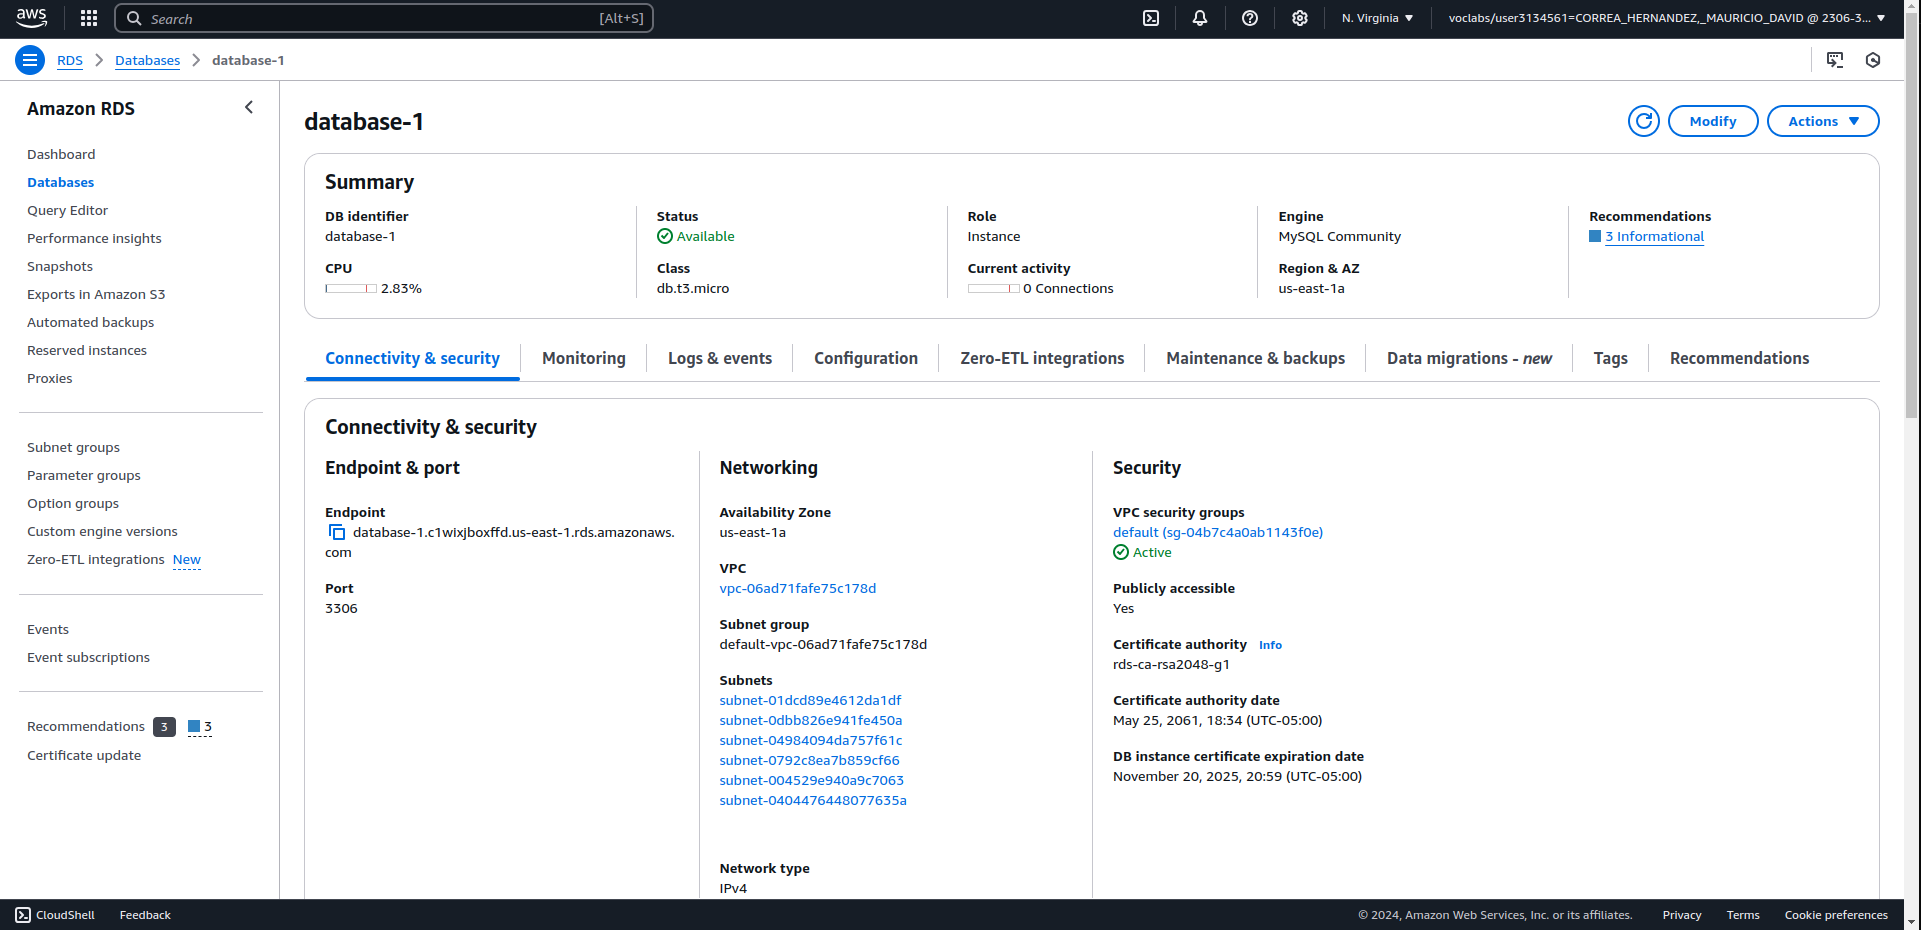 aws
Search [Alt+S]
N. Virginia
voclabs/user3134561=CORREA_HERNANDEZ,_MAURICIO_DAVID @ 2306-3...
RDS
Databases
database-1
Amazon RDS
Dashboard
Databases
Query Editor
Performance insights
Snapshots
Exports in Amazon S3
Automated backups
Reserved instances
Proxies
Subnet groups
Parameter groups
Option groups
Custom engine versions
Zero-ETL integrations New
Events
Event subscriptions
Recommendations 3 3
Certificate update
database-1
Modify
Actions
Summary
DB identifier
database-1
CPU
2.83%
Status
Available
Class
db.t3.micro
Role
Instance
Current activity
0 Connections
Engine
MySQL Community
Region & AZ
us-east-1a
Recommendations
3 Informational
Connectivity & security
Monitoring
Logs & events
Configuration
Zero-ETL integrations
Maintenance & backups
Data migrations - new
Tags
Recommendations
Connectivity & security
Endpoint & port
Endpoint
database-1.c1wixjboxffd.us-east-1.rds.amazonaws.
com
Port
3306
Networking
Availability Zone
us-east-1a
VPC
vpc-06ad71fafe75c178d
Subnet group
default-vpc-06ad71fafe75c178d
Subnets
subnet-01dcd89e4612da1df
subnet-0dbb826e941fe450a
subnet-04984094da757f61c
subnet-0792c8ea7b859cf66
subnet-004529e940a9c7063
subnet-0404476448077635a
Network type
IPv4
Security
VPC security groups
default (sg-04b7c4a0ab1143f0e)
Active
Publicly accessible
Yes
Certificate authority Info
rds-ca-rsa2048-g1
Certificate authority date
May 25, 2061, 18:34 (UTC-05:00)
DB instance certificate expiration date
November 20, 2025, 20:59 (UTC-05:00)
CloudShell
Feedback
© 2024, Amazon Web Services, Inc. or its affiliates.
Privacy
Terms
Cookie preferences